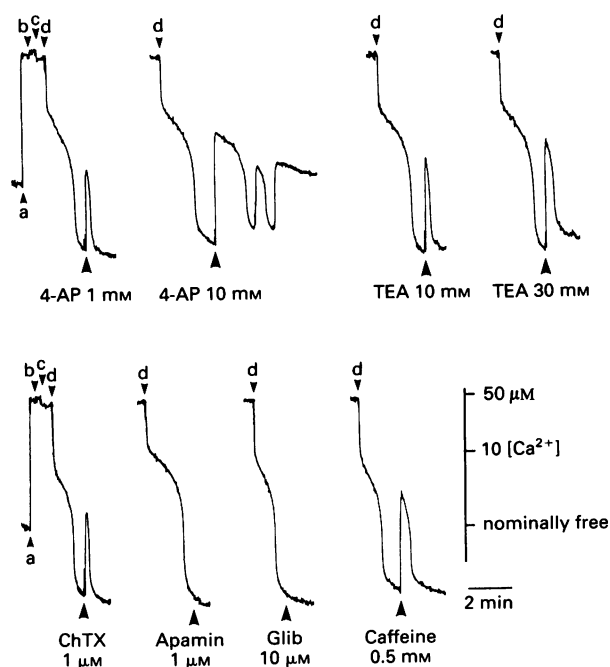 b c d
d
d
d
a
4-AP 1 mM
4-AP 10 mM
TEA 10 mM
TEA 30 mM
b c d
d
d
d
50 μM
10 [Ca²⁺]
nominally free
a
2 min
ChTX
1 μM
Apamin
1 μM
Glib
10 μM
Caffeine
0.5 mM